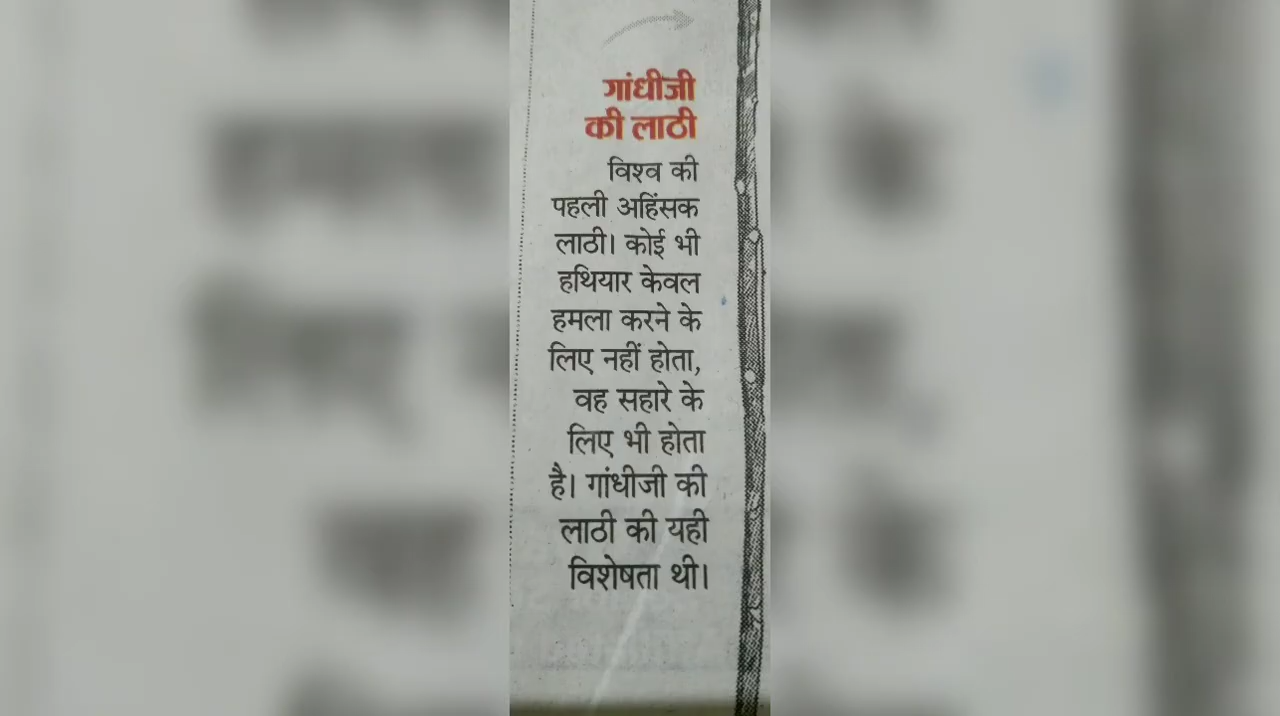 गांधीजी
की लाठी
विश्व की
पहली अहिंसक
लाठी। कोई भी
हथियार केवल
हमला करने के
लिए नहीं होता,
वह सहारे के
लिए भी होता
है। गांधीजी की
लाठी की यही
विशेषता थी।